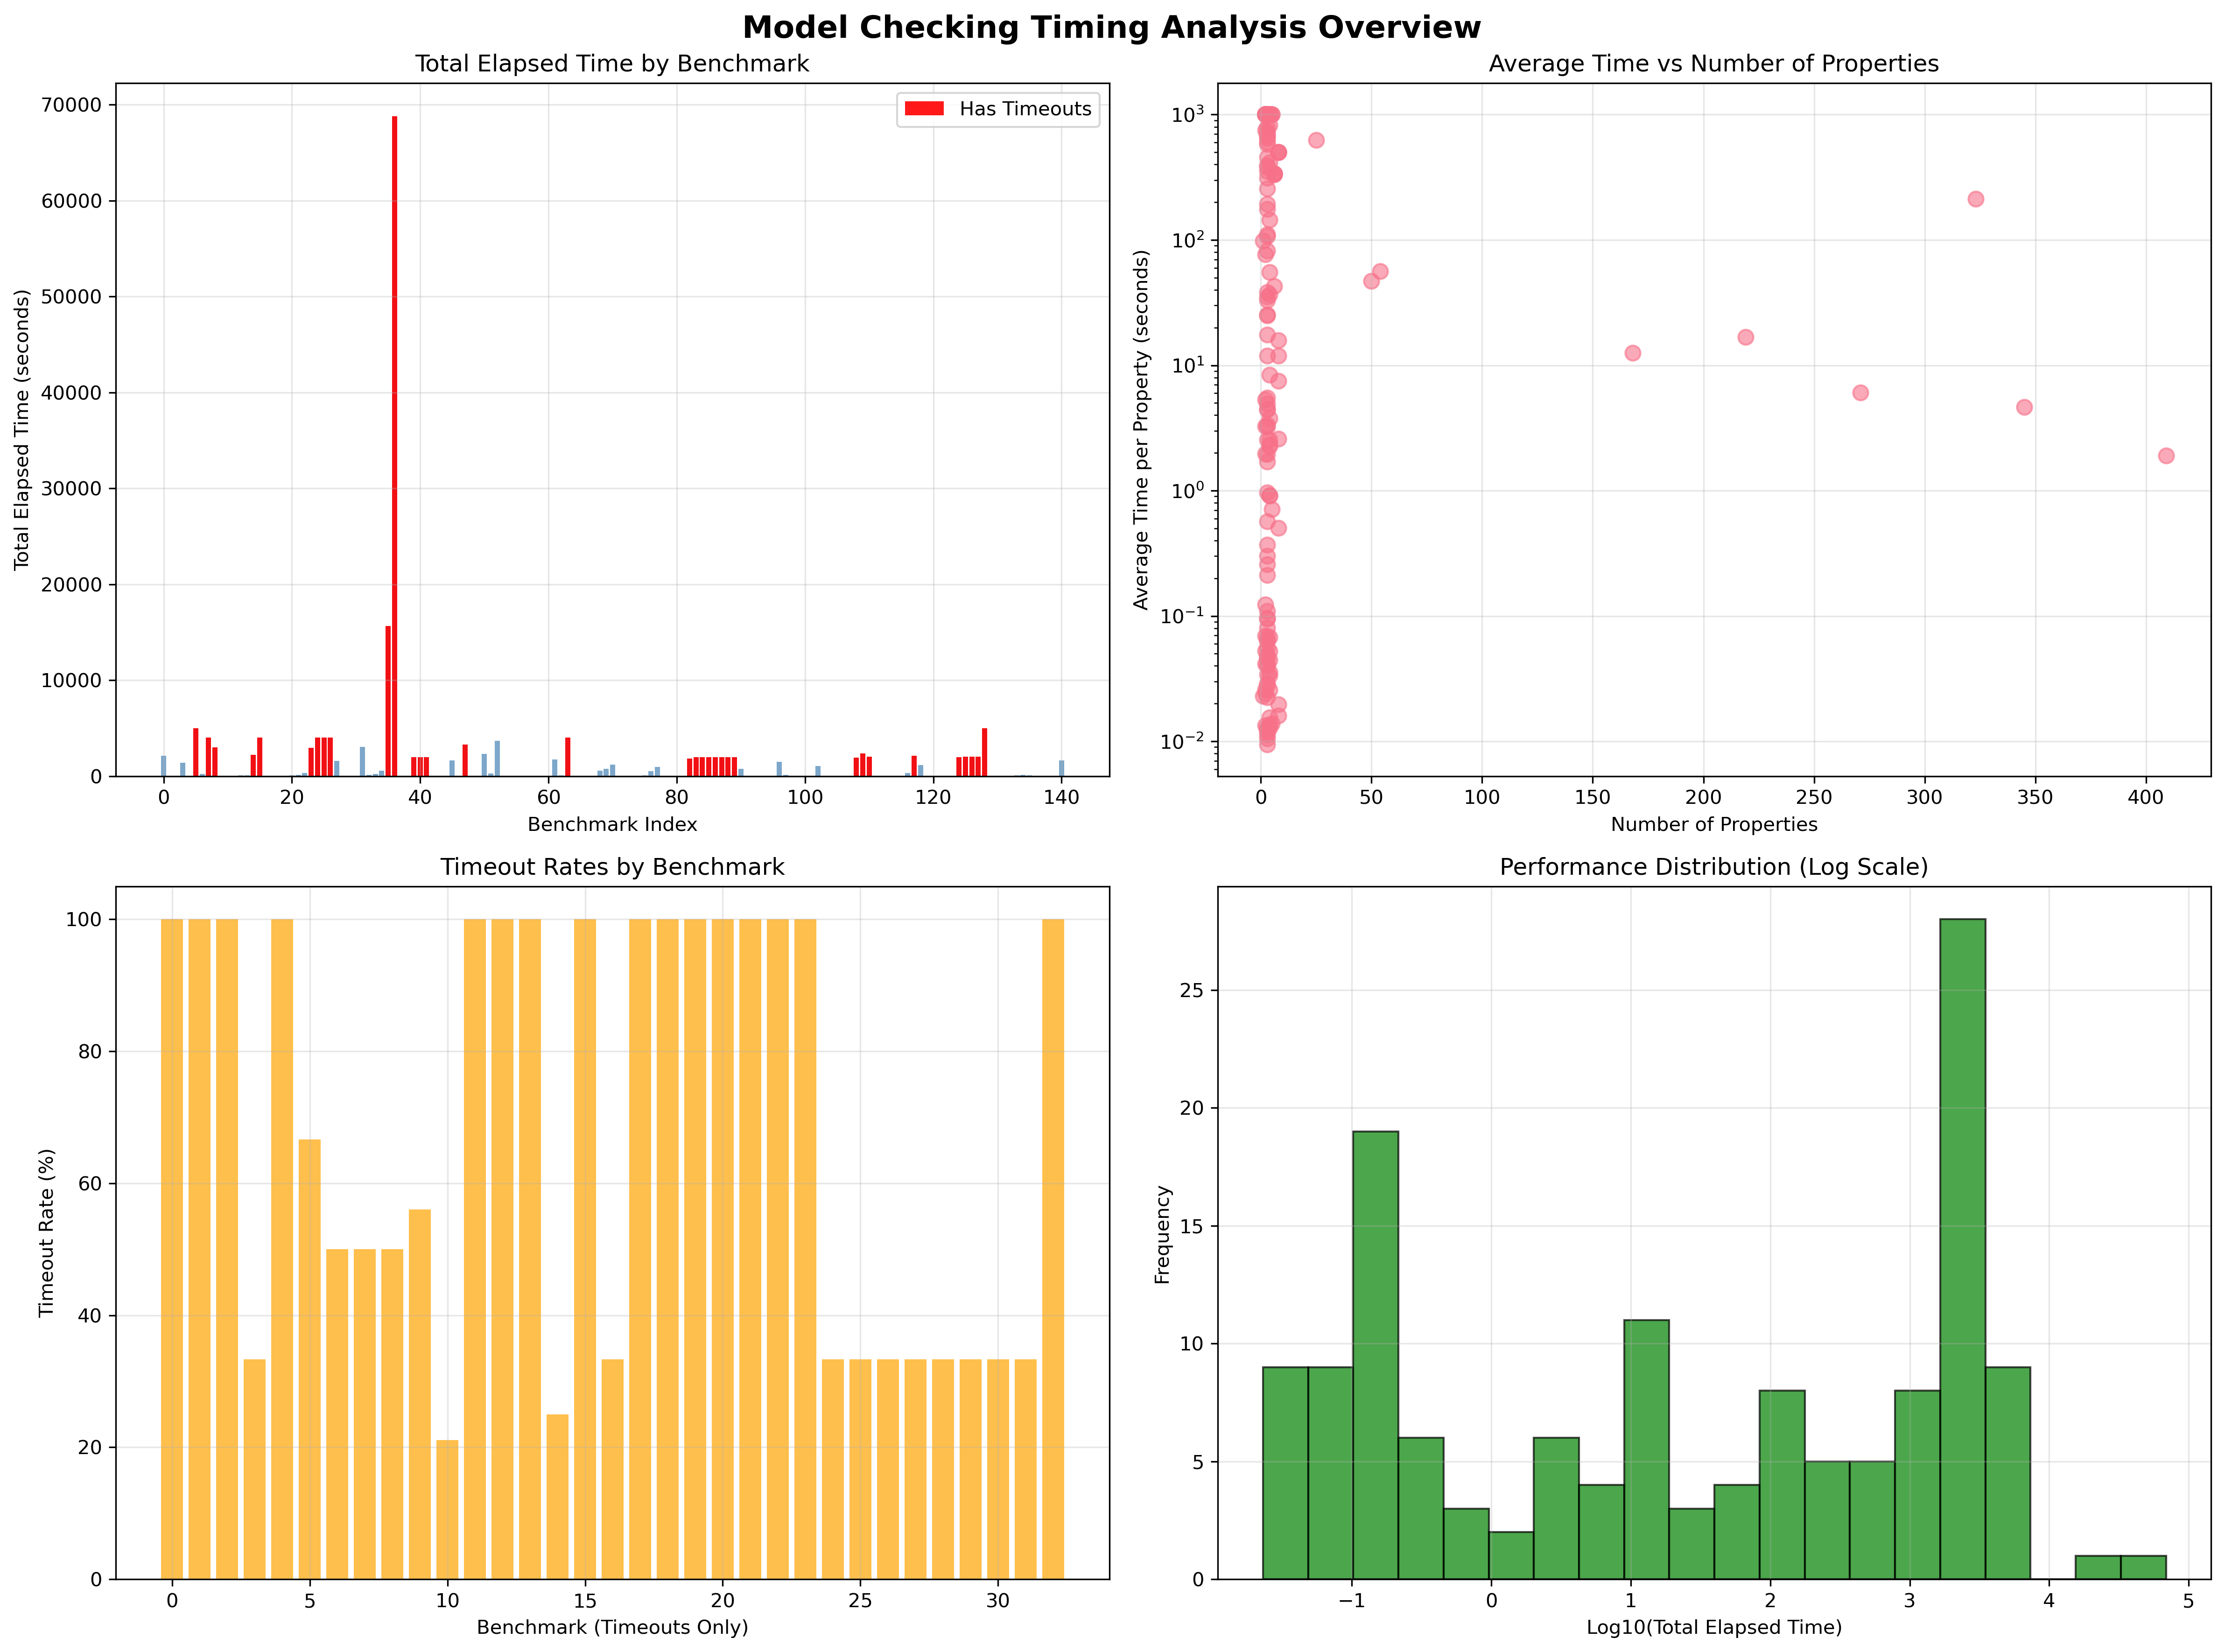 Model Checking Timing Analysis Overview
Total Elapsed Time by Benchmark
Total Elapsed Time (seconds)
70000
60000
50000
40000
30000
20000
10000
0
Has Timeouts
0 20 40 60 80 100 120 140
Benchmark Index
Average Time vs Number of Properties
Average Time per Property (seconds)
10³
10²
10¹
10⁰
10⁻¹
10⁻²
0 50 100 150 200 250 300 350 400
Number of Properties
Timeout Rates by Benchmark
Timeout Rate (%)
100
80
60
40
20
0
0 5 10 15 20 25 30
Benchmark (Timeouts Only)
Performance Distribution (Log Scale)
Frequency
25
20
15
10
5
0
−1 0 1 2 3 4 5
Log10(Total Elapsed Time)